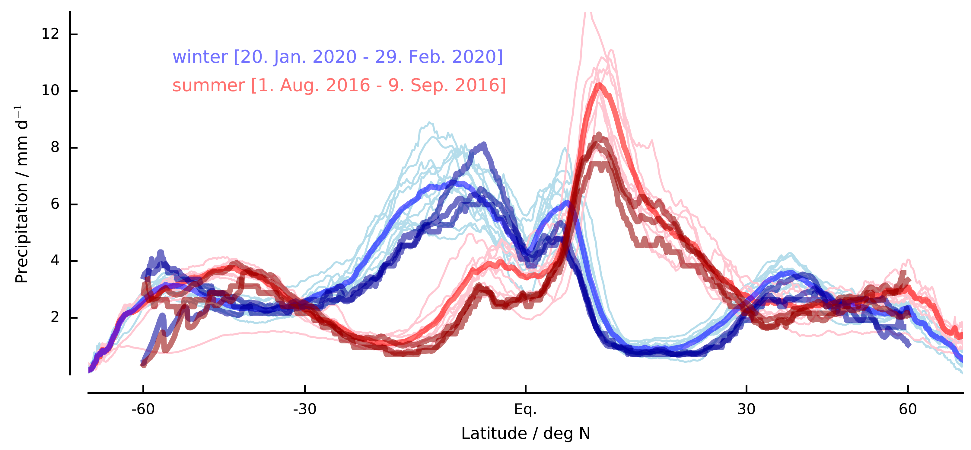 12
10
8
6
4
2
Precipitation / mm d⁻¹
winter [20. Jan. 2020 - 29. Feb. 2020]
summer [1. Aug. 2016 - 9. Sep. 2016]
-60 -30 Eq. 30 60
Latitude / deg N